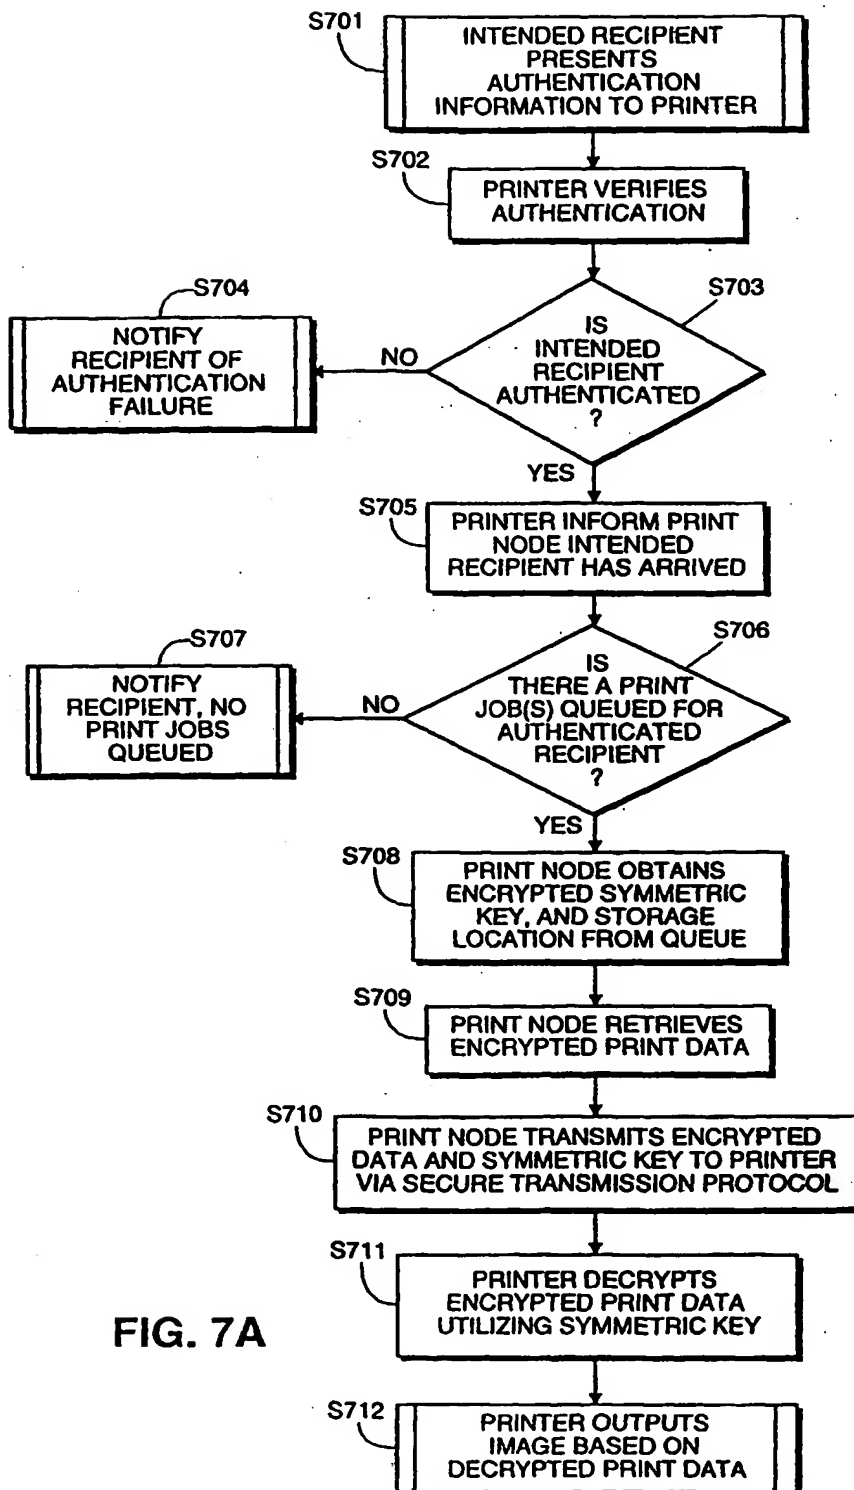 S701
INTENDED RECIPIENT
PRESENTS
AUTHENTICATION
INFORMATION TO PRINTER
S702
PRINTER VERIFIES
AUTHENTICATION
S703
IS
INTENDED
RECIPIENT
AUTHENTICATED
?
NO
S704
NOTIFY
RECIPIENT OF
AUTHENTICATION
FAILURE
YES
S705
PRINTER INFORM PRINT
NODE INTENDED
RECIPIENT HAS ARRIVED
S706
IS
THERE A PRINT
JOB(S) QUEUED FOR
AUTHENTICATED
RECIPIENT
?
NO
S707
NOTIFY
RECIPIENT, NO
PRINT JOBS
QUEUED
YES
S708
PRINT NODE OBTAINS
ENCRYPTED SYMMETRIC
KEY, AND STORAGE
LOCATION FROM QUEUE
S709
PRINT NODE RETRIEVES
ENCRYPTED PRINT DATA
S710
PRINT NODE TRANSMITS ENCRYPTED
DATA AND SYMMETRIC KEY TO PRINTER
VIA SECURE TRANSMISSION PROTOCOL
S711
PRINTER DECRYPTS
ENCRYPTED PRINT DATA
UTILIZING SYMMETRIC KEY
FIG. 7A
S712
PRINTER OUTPUTS
IMAGE BASED ON
DECRYPTED PRINT DATA